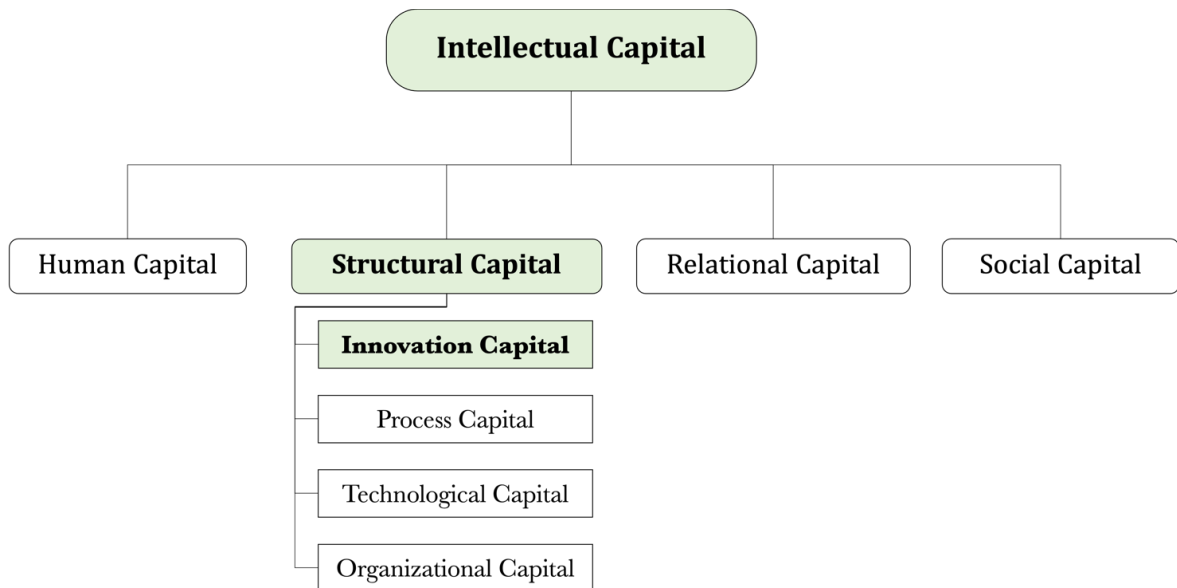 Intellectual Capital
Human Capital
Structural Capital
Relational Capital
Social Capital
Innovation Capital
Process Capital
Technological Capital
Organizational Capital